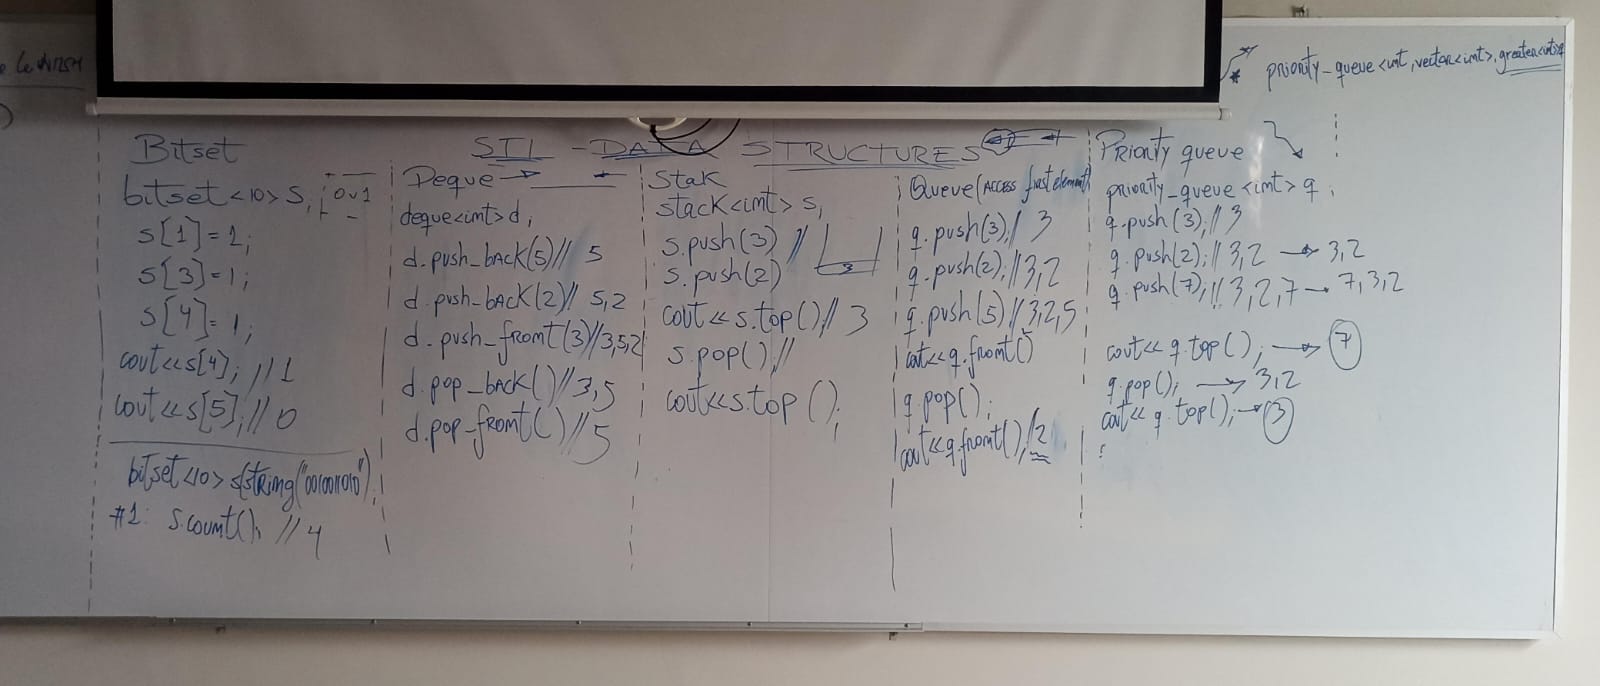 priority_queue<int,vector<int>,greater<int>>
STL - DATA STRUCTURES
Bitset
bitset<10> s; 0 v 1
s[1]=1;
s[3]=1;
s[4]=1;
cout<<s[4]; //1
cout<<s[5]; //0
bitset<10> s(string("0010011010")
#1: s.count(); //4
Deque
deque<int> d;
d.push_back(5)// 5
d.push_back(2)// 5,2
d.push_front(3)//3,5,2
d.pop_back()//3,5
d.pop_front()//5
Stak
stack<int> s;
s.push(3) // 3
s.push(2)
cout<<s.top()// 3
s.pop();//
cout<<s.top();
Queue(ACCESS first element)
q.push(3);/ 3
q.push(2);//3,2
q.push(5)//3,2,5
cout<<q.front()
q.pop();
cout<<q.front();/2
Priority queue
priority_queue<int> q;
q.push(3);// 3
q.push(2);// 3,2 → 3,2
q.push(7);// 3,2,7 → 7,3,2
cout<<q.top(); → 7
q.pop(); → 3,2
cout<<q.top(); → 3